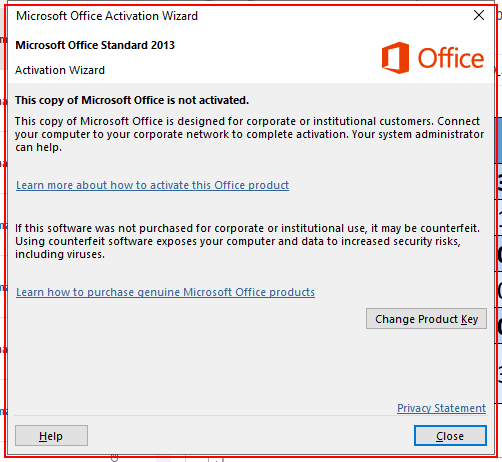 Microsoft Office Activation Wizard
Microsoft Office Standard 2013
Activation Wizard
Office
This copy of Microsoft Office is not activated.
This copy of Microsoft Office is designed for corporate or institutional customers. Connect
your computer to your corporate network to complete activation. Your system administrator
can help.
Learn more about how to activate this Office product
If this software was not purchased for corporate or institutional use, it may be counterfeit.
Using counterfeit software exposes your computer and data to increased security risks,
including viruses.
Learn how to purchase genuine Microsoft Office products
Change Product Key
Privacy Statement
Help
Close